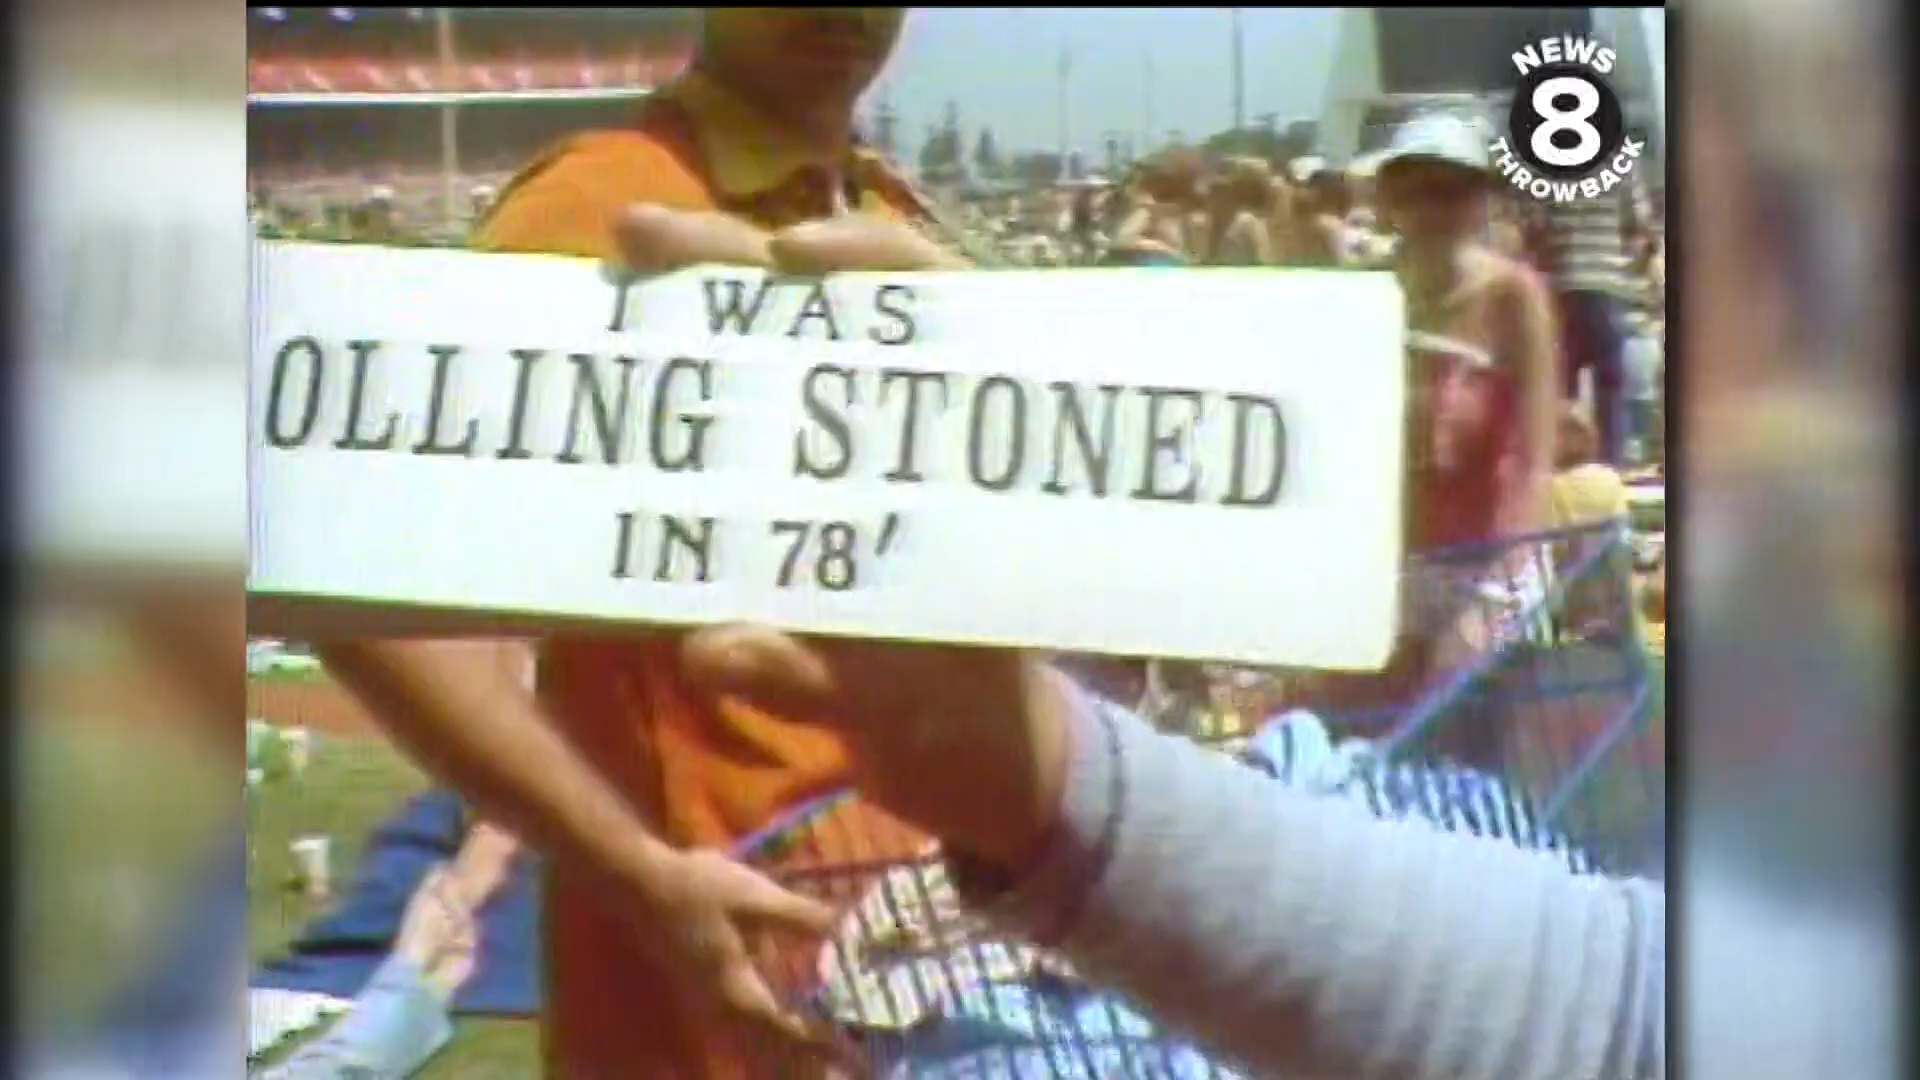 NEWS
8
THROWBACK
I WAS
OLLING STONED
IN 78'